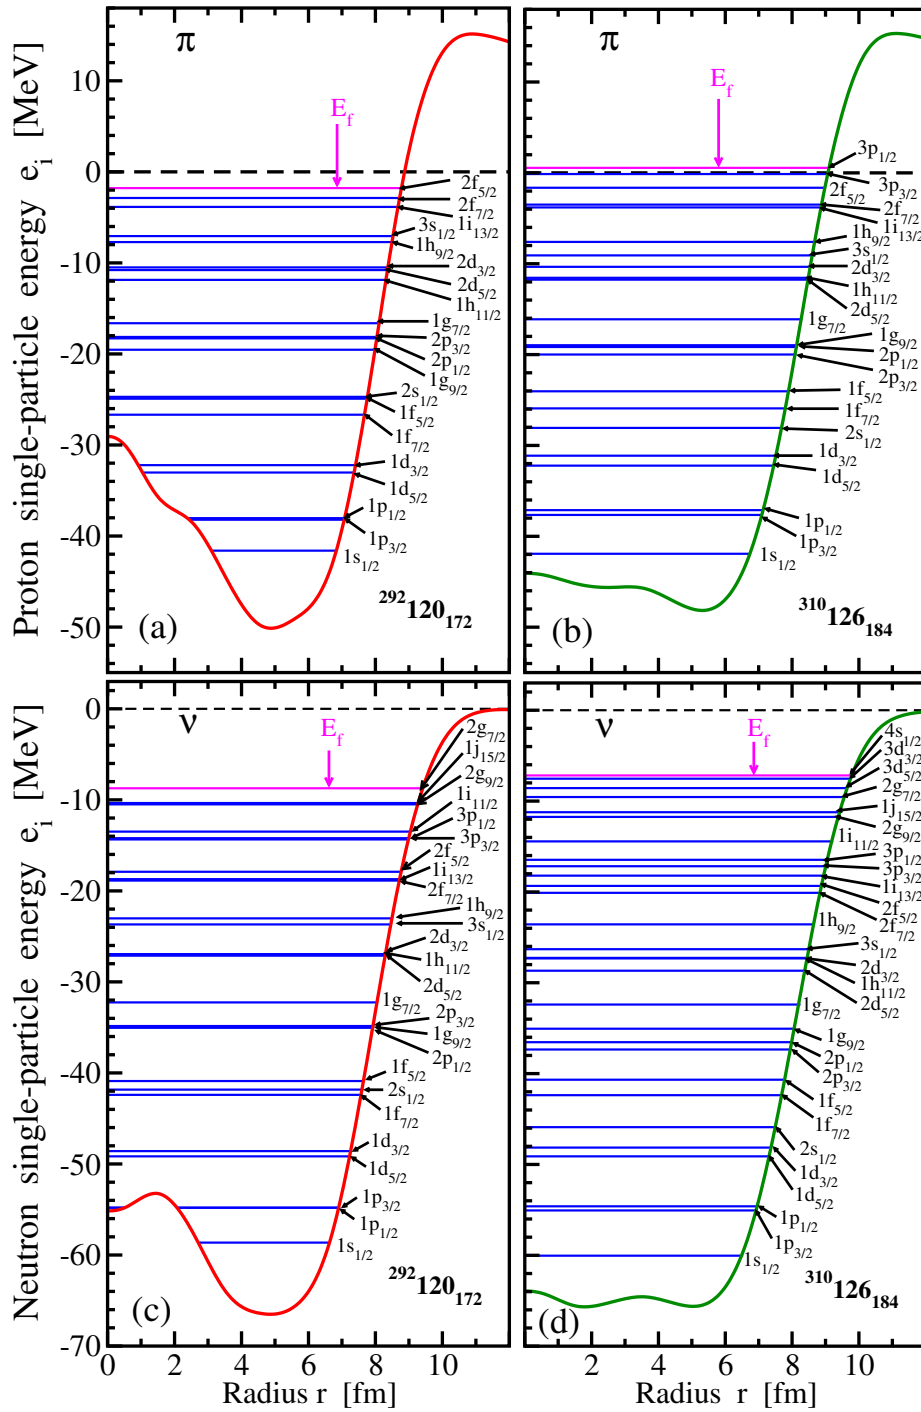 Proton single-particle energy e_i [MeV]
10
0
-10
-20
-30
-40
-50
π
E_f
2f_5/2
2f_7/2
1i_13/2
3s_1/2
1h_9/2
2d_3/2
2d_5/2
1h_11/2
1g_7/2
2p_3/2
2p_1/2
1g_9/2
2s_1/2
1f_5/2
1f_7/2
1d_3/2
1d_5/2
1p_1/2
1p_3/2
1s_1/2
(a)
^292 120_172
π
E_f
3p_1/2
3p_3/2
2f_5/2
2f_7/2
1i_13/2
1h_9/2
3s_1/2
2d_3/2
1h_11/2
2d_5/2
1g_7/2
1g_9/2
2p_1/2
2p_3/2
1f_5/2
1f_7/2
2s_1/2
1d_3/2
1d_5/2
1p_1/2
1p_3/2
1s_1/2
(b)
^310 126_184
Neutron single-particle energy e_i [MeV]
0
-10
-20
-30
-40
-50
-60
-70
ν
E_f
2g_7/2
1j_15/2
2g_9/2
1i_11/2
3p_1/2
3p_3/2
2f_5/2
1i_13/2
2f_7/2
1h_9/2
3s_1/2
2d_3/2
1h_11/2
2d_5/2
1g_7/2
2p_3/2
1g_9/2
2p_1/2
1f_5/2
2s_1/2
1f_7/2
1d_3/2
1d_5/2
1p_3/2
1p_1/2
1s_1/2
(c)
^292 120_172
0 2 4 6 8 10
Radius r [fm]
ν
E_f
4s_1/2
3d_3/2
3d_5/2
2g_7/2
1j_15/2
2g_9/2
1i_11/2
3p_1/2
3p_3/2
1i_13/2
2f_5/2
2f_7/2
1h_9/2
3s_1/2
2d_3/2
1h_11/2
2d_5/2
1g_7/2
1g_9/2
2p_1/2
2p_3/2
1f_5/2
1f_7/2
2s_1/2
1d_3/2
1d_5/2
1p_1/2
1p_3/2
1s_1/2
(d)
^310 126_184
2 4 6 8 10
Radius r [fm]